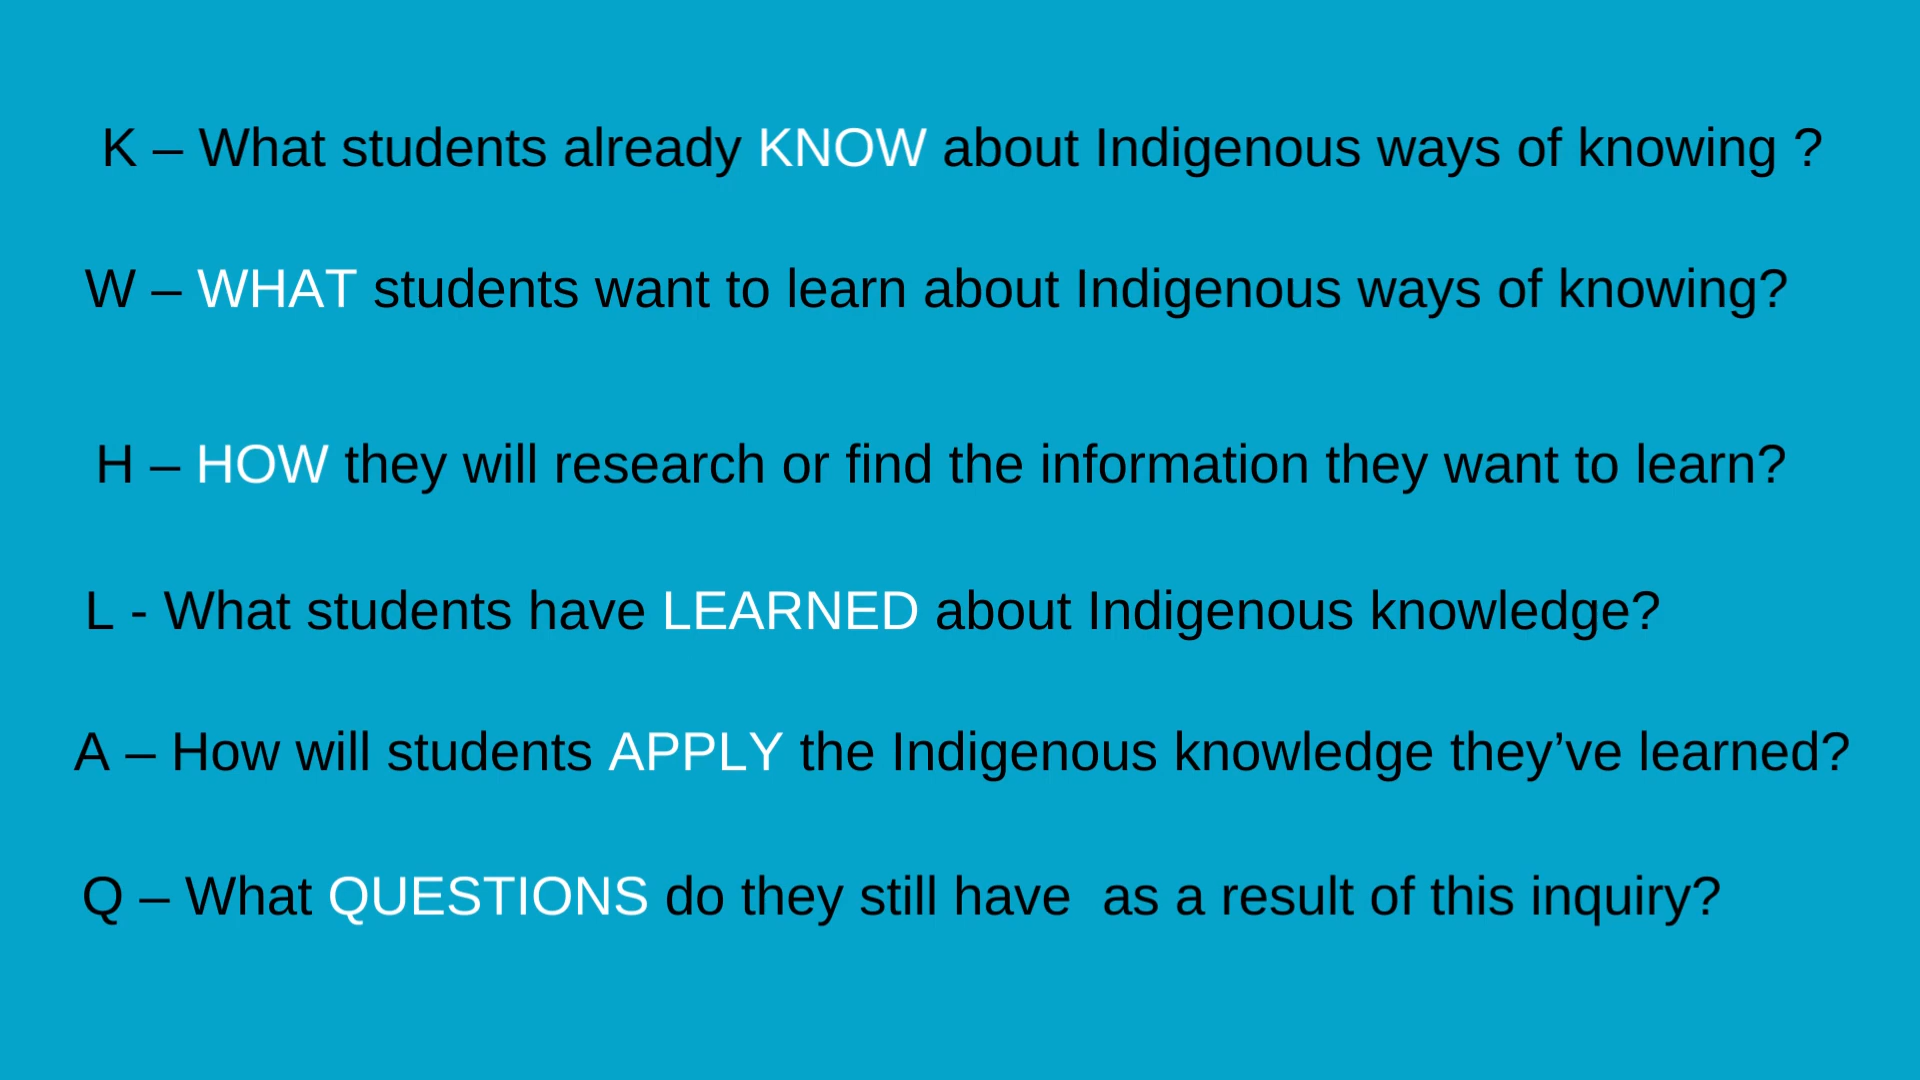 K – What students already KNOW about Indigenous ways of knowing ?
W – WHAT students want to learn about Indigenous ways of knowing?
H – HOW they will research or find the information they want to learn?
L - What students have LEARNED about Indigenous knowledge?
A – How will students APPLY the Indigenous knowledge they’ve learned?
Q – What QUESTIONS do they still have  as a result of this inquiry?